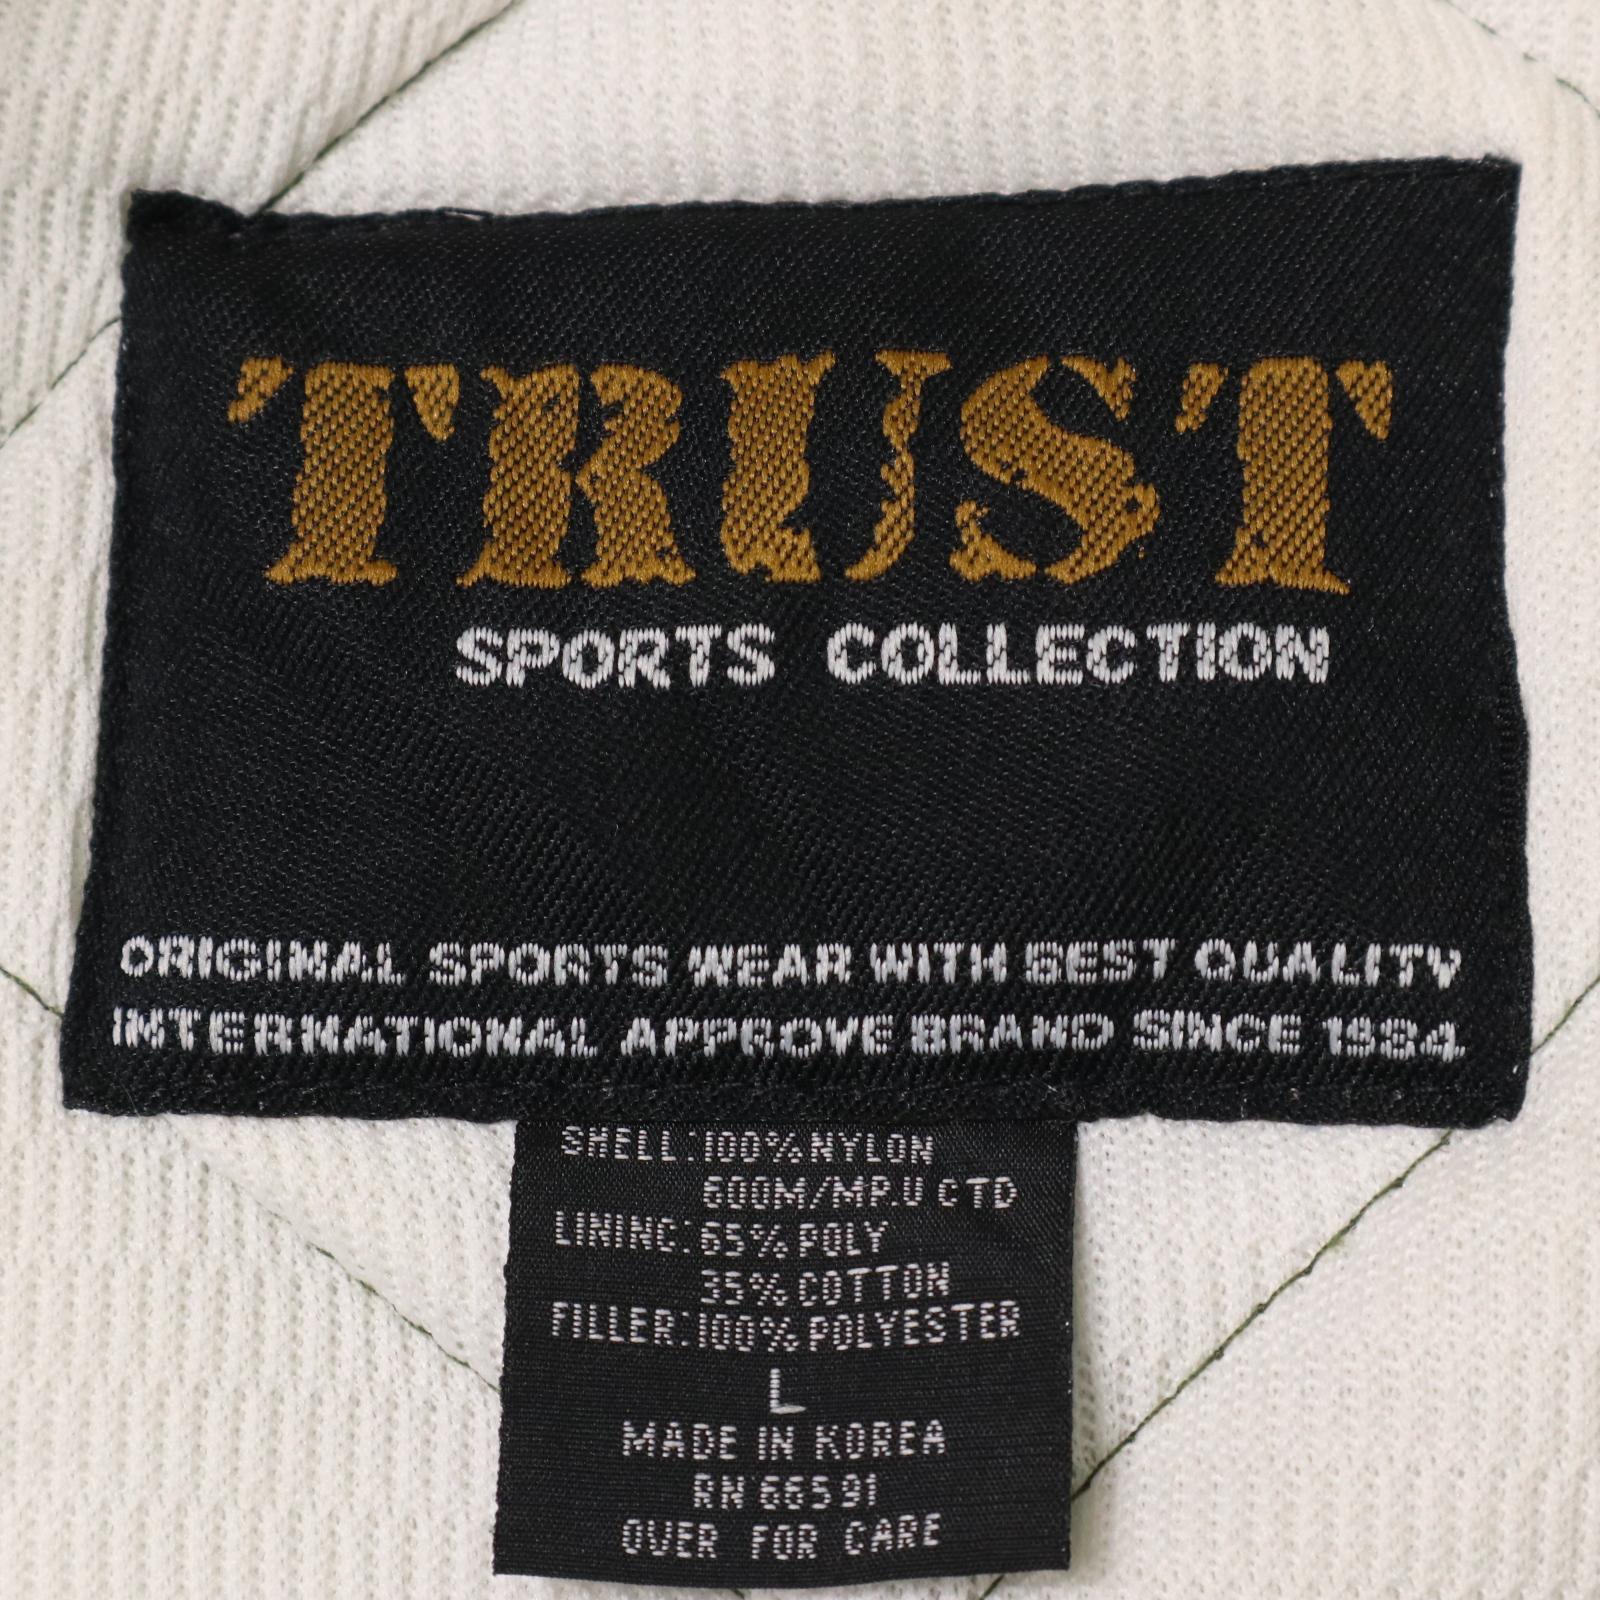 TRUST
SPORTS COLLECTION
ORIGINAL SPORTS WEAR WITH BEST QUALITY
INTERNATIONAL APPROVE BRAND SINCE 1984.
SHELL:100%NYLON
600M/MP.U CTD
LINING:65%POLY
35%COTTON
FILLER:100%POLYESTER
L
MADE IN KOREA
RN 66591
OVER FOR CARE